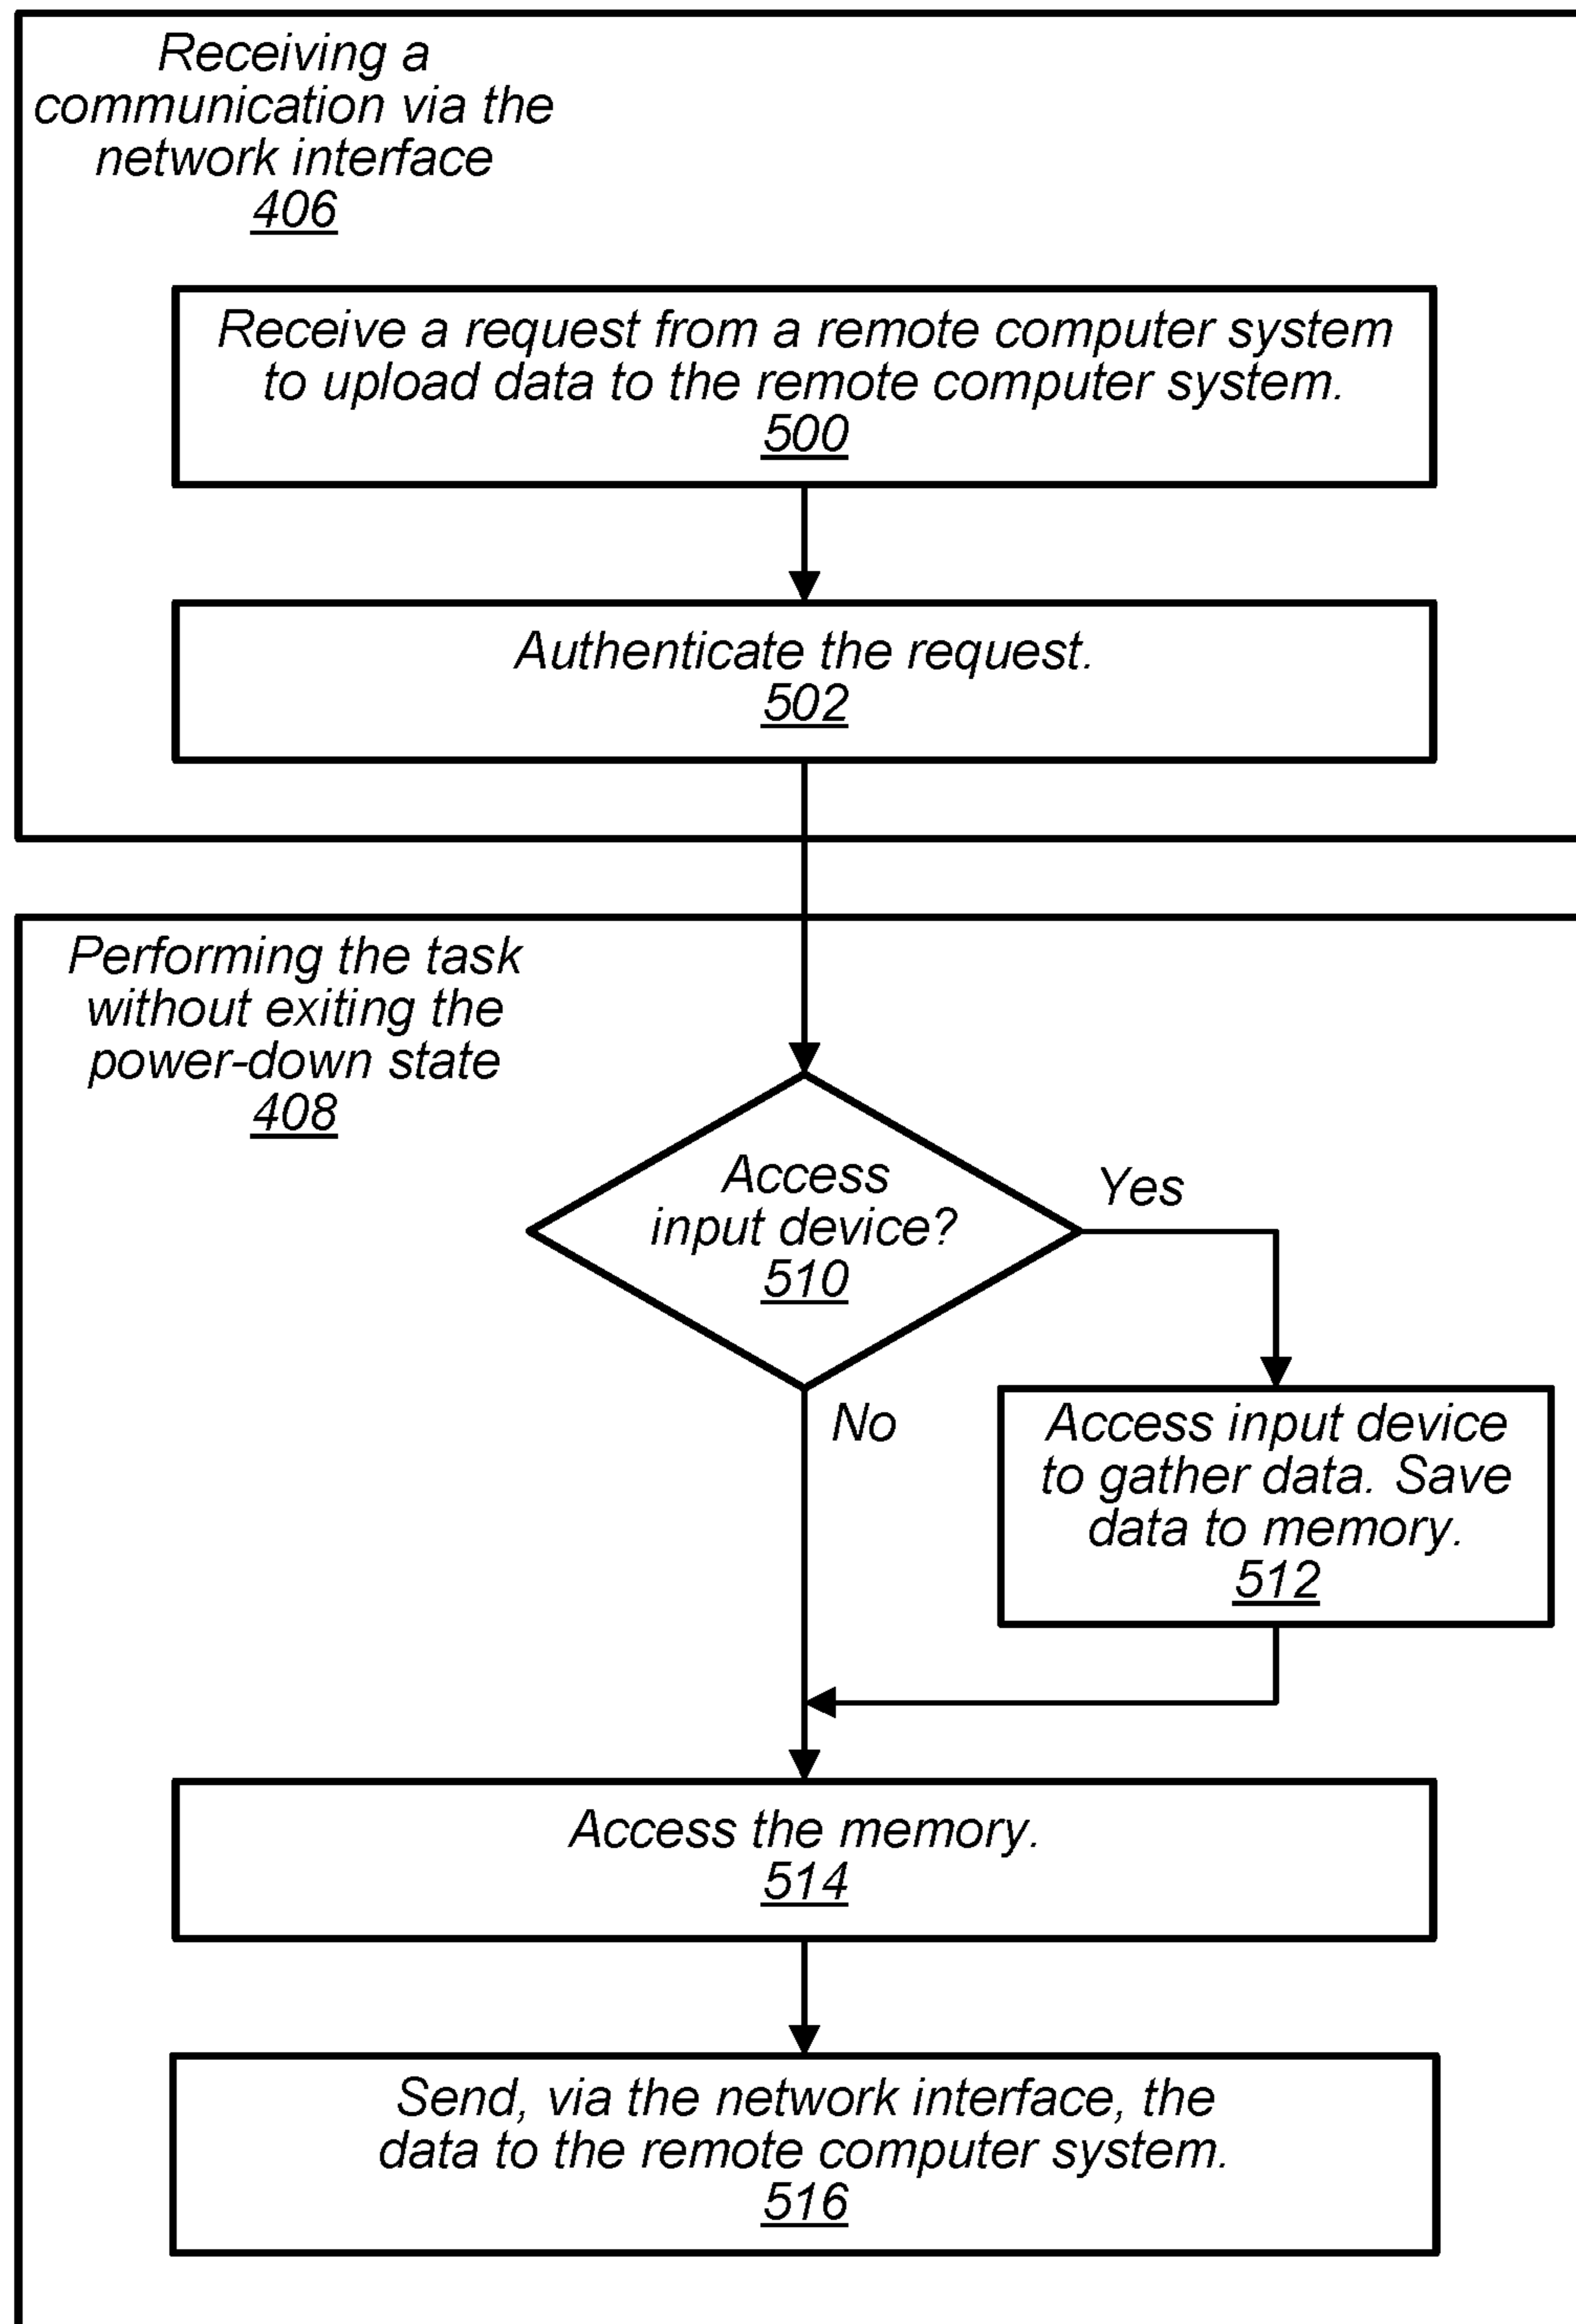 Receiving a
communication via the
network interface
406
Receive a request from a remote computer system
to upload data to the remote computer system.
500
Authenticate the request.
502
Performing the task
without exiting the
power-down state
408
Access
input device?
510
Yes
No
Access input device
to gather data. Save
data to memory.
512
Access the memory.
514
Send, via the network interface, the
data to the remote computer system.
516